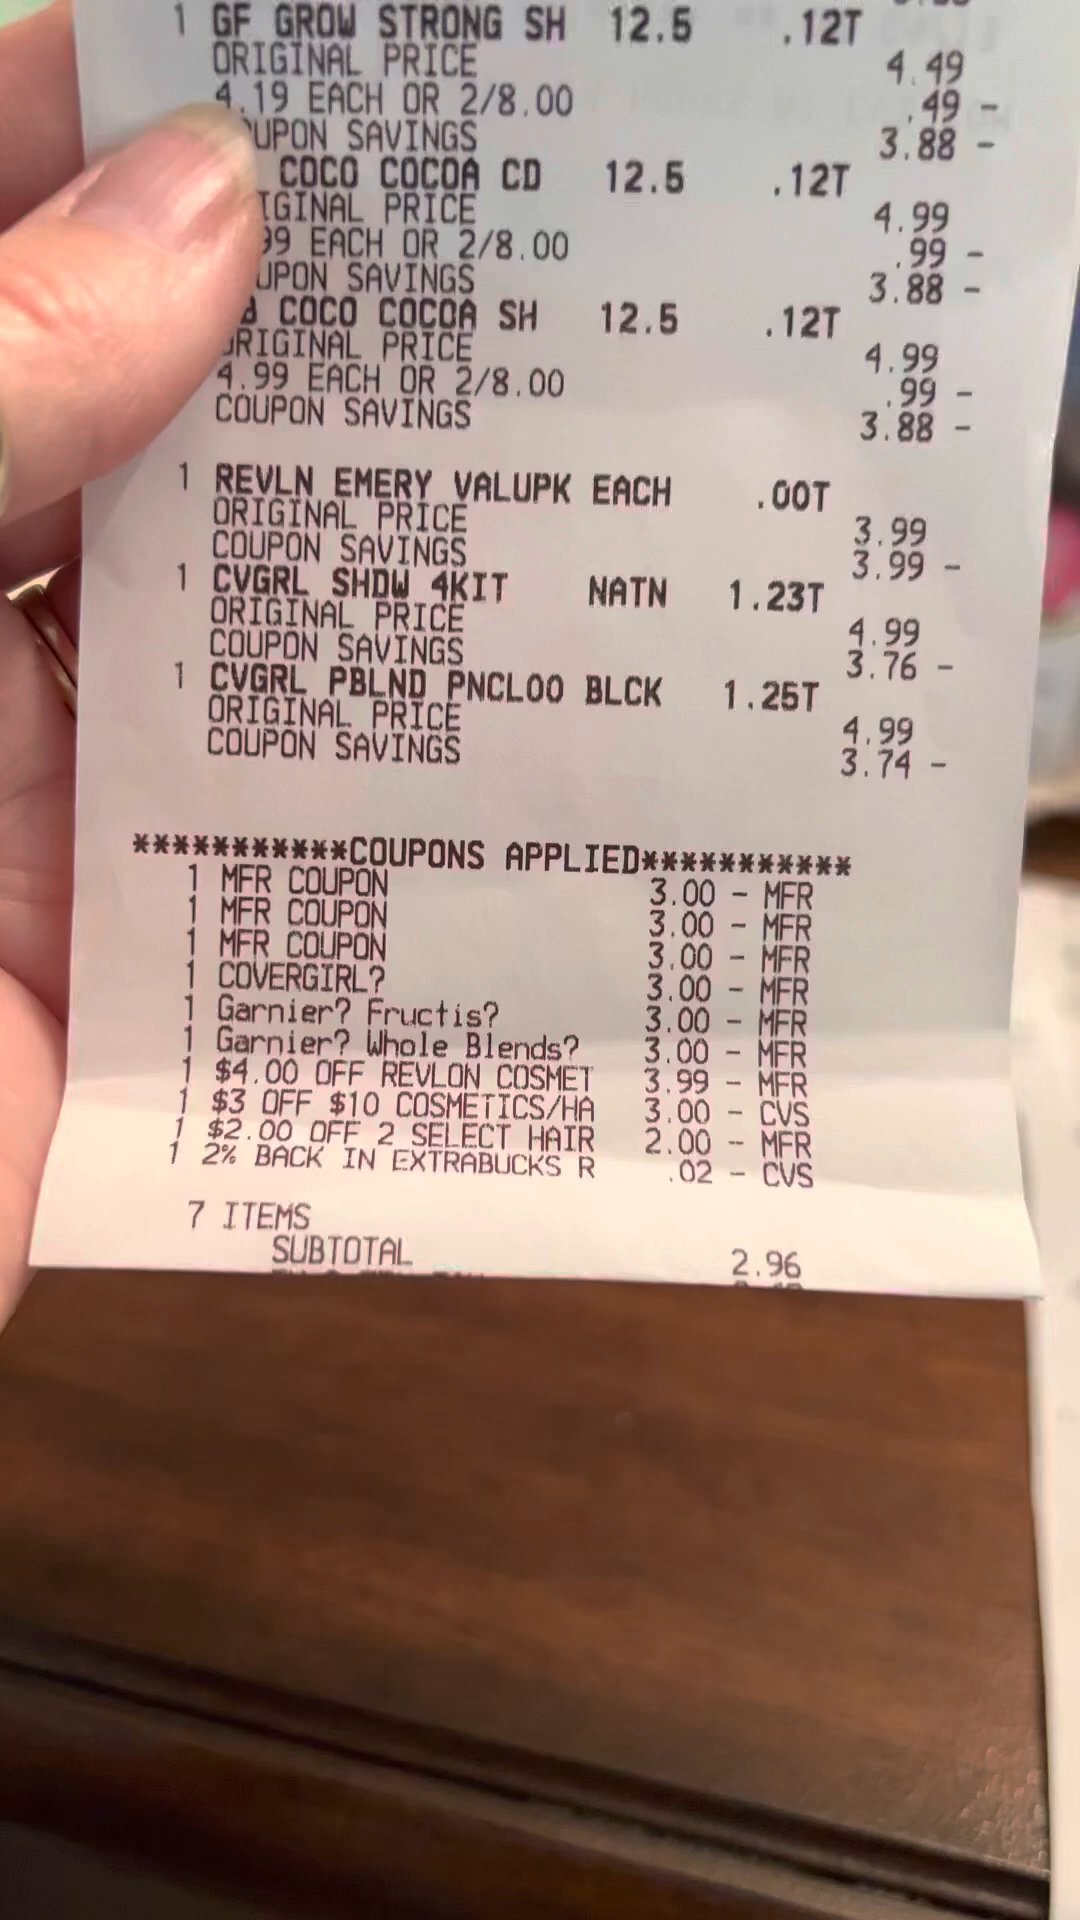 1 GF GROW STRONG SH 12.5 .12T
ORIGINAL PRICE 4.49
4.19 EACH OR 2/8.00 .49 -
UPON SAVINGS 3.88 -
COCO COCOA CD 12.5 .12T
IGINAL PRICE 4.99
99 EACH OR 2/8.00 .99 -
UPON SAVINGS 3.88 -
COCO COCOA SH 12.5 .12T
RIGINAL PRICE 4.99
4.99 EACH OR 2/8.00 .99 -
COUPON SAVINGS 3.88 -
1 REVLN EMERY VALUPK EACH .00T
ORIGINAL PRICE 3.99
COUPON SAVINGS 3.99 -
1 CVGRL SHDW 4KIT NATN 1.23T
ORIGINAL PRICE 4.99
COUPON SAVINGS 3.76 -
1 CVGRL PBLND PNCLOO BLCK 1.25T
ORIGINAL PRICE 4.99
COUPON SAVINGS 3.74 -
***********COUPONS APPLIED***********
1 MFR COUPON 3.00 - MFR
1 MFR COUPON 3.00 - MFR
1 MFR COUPON 3.00 - MFR
1 COVERGIRL? 3.00 - MFR
1 Garnier? Fructis? 3.00 - MFR
1 Garnier? Whole Blends? 3.00 - MFR
1 $4.00 OFF REVLON COSMET 3.99 - MFR
1 $3 OFF $10 COSMETICS/HA 3.00 - CVS
1 $2.00 OFF 2 SELECT HAIR 2.00 - MFR
1 2% BACK IN EXTRABUCKS R .02 - CVS
7 ITEMS
SUBTOTAL 2.96